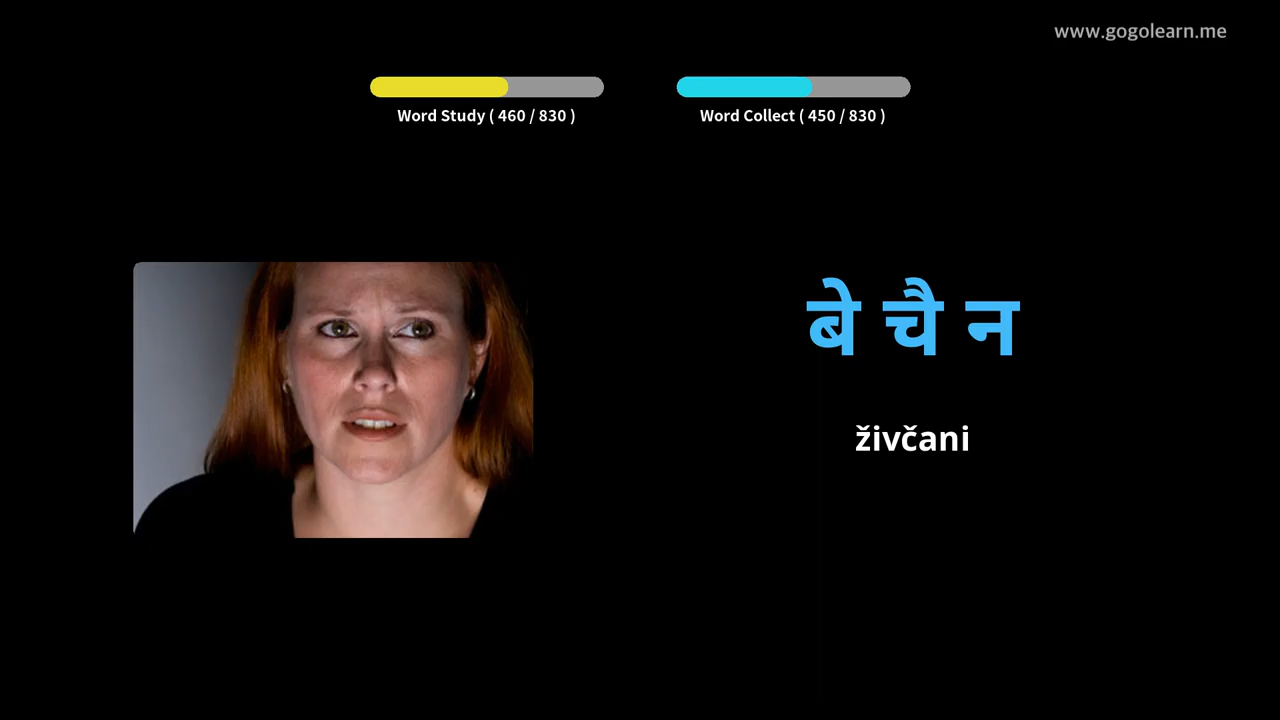 www.gogolearn.me
Word Study ( 460 / 830 )
Word Collect ( 450 / 830 )
बे चै न
živčani